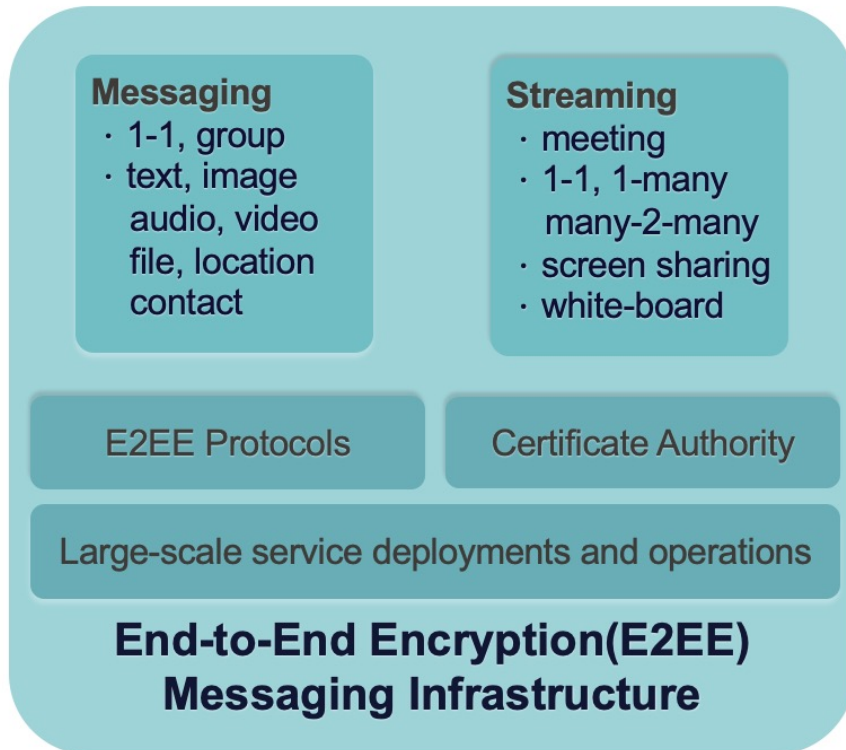 Messaging
· 1-1, group
· text, image
audio, video
file, location
contact
Streaming
· meeting
· 1-1, 1-many
many-2-many
· screen sharing
· white-board
E2EE Protocols
Certificate Authority
Large-scale service deployments and operations
End-to-End Encryption(E2EE)
Messaging Infrastructure